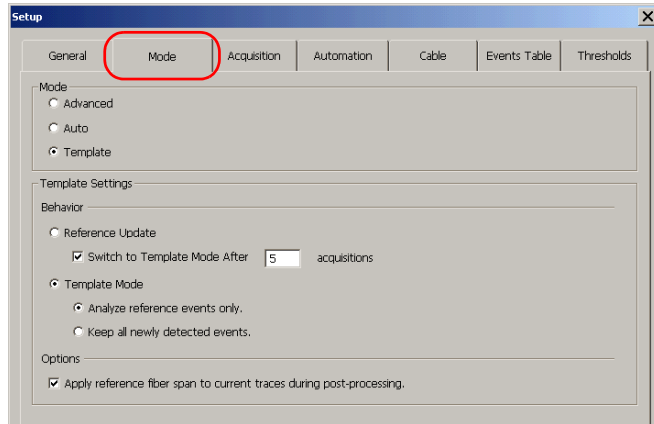 Setup
General Mode Acquisition Automation Cable Events Table Thresholds
Mode
Advanced
Auto
Template
Template Settings
Behavior
Reference Update
Switch to Template Mode After 5 acquisitions
Template Mode
Analyze reference events only.
Keep all newly detected events.
Options
Apply reference fiber span to current traces during post-processing.